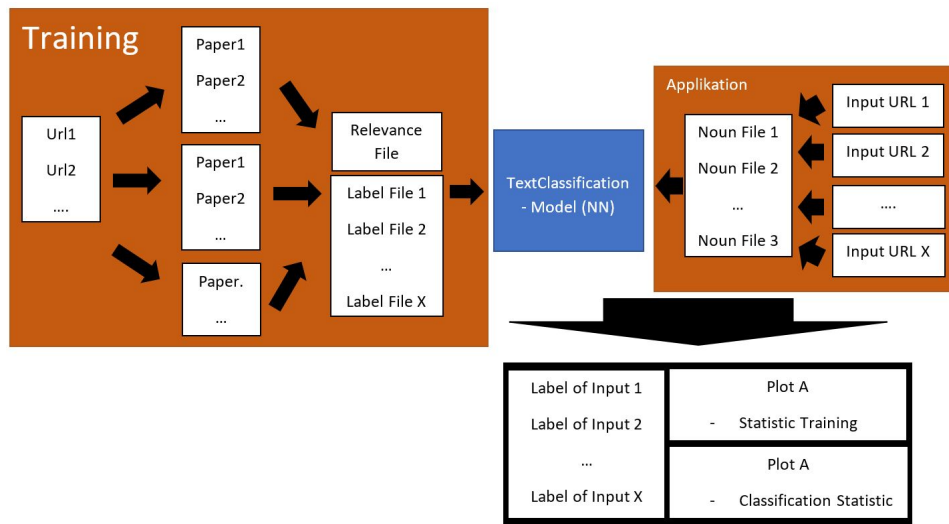 Training
Url1
Url2
....
Paper1
Paper2
...
Paper1
Paper2
...
Paper.
...
Relevance
File
Label File 1
Label File 2
...
Label File X
TextClassification
- Model (NN)
Applikation
Noun File 1
Noun File 2
...
Noun File 3
Input URL 1
Input URL 2
....
Input URL X
Label of Input 1
Label of Input 2
...
Label of Input X
Plot A
- Statistic Training
Plot A
- Classification Statistic